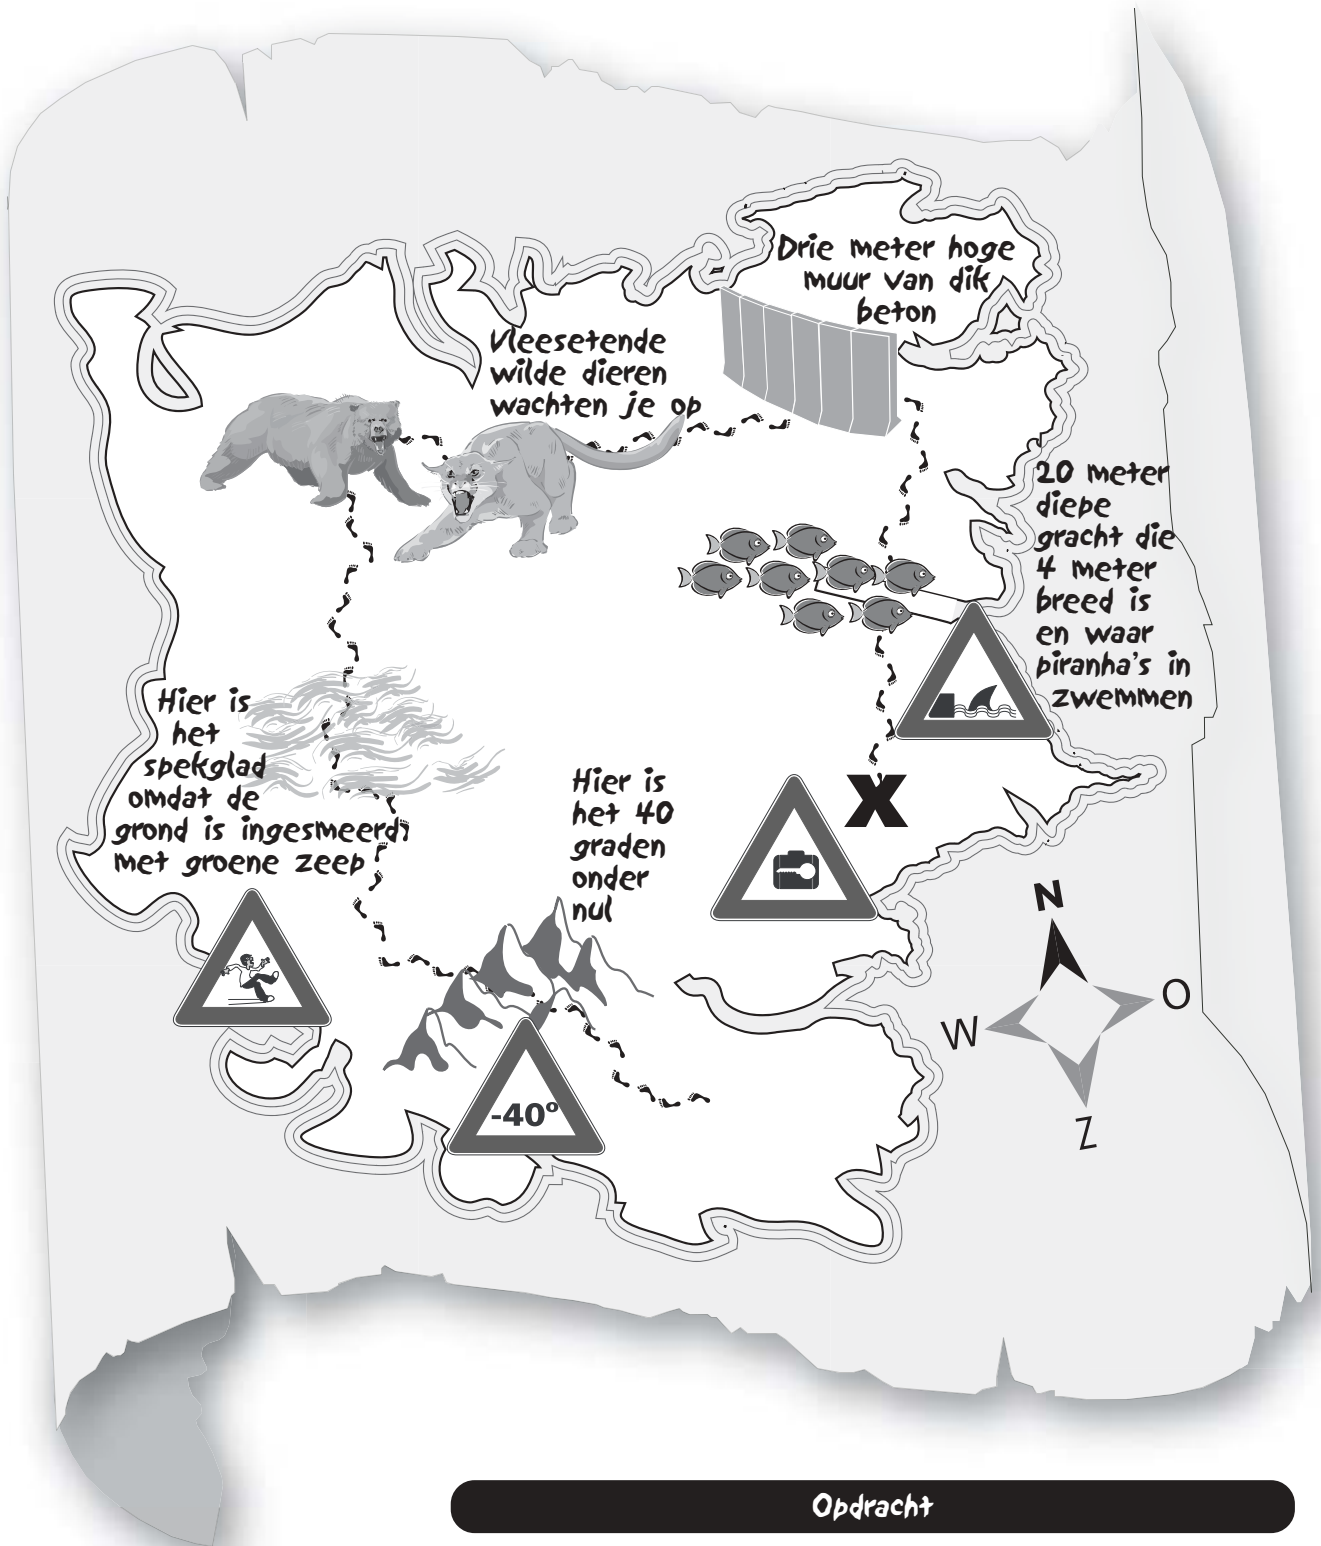 Drie meter hoge
muur van dik
beton
Vleesetende
wilde dieren
wachten je op
20 meter
diepe
gracht die
4 meter
breed is
en waar
piranha's in
zwemmen
Hier is
het
spekglad
omdat de
grond is ingesmeerd
met groene zeep
Hier is
het 40
graden
onder
nul
X
N
O
W
Z
-40°
Opdracht